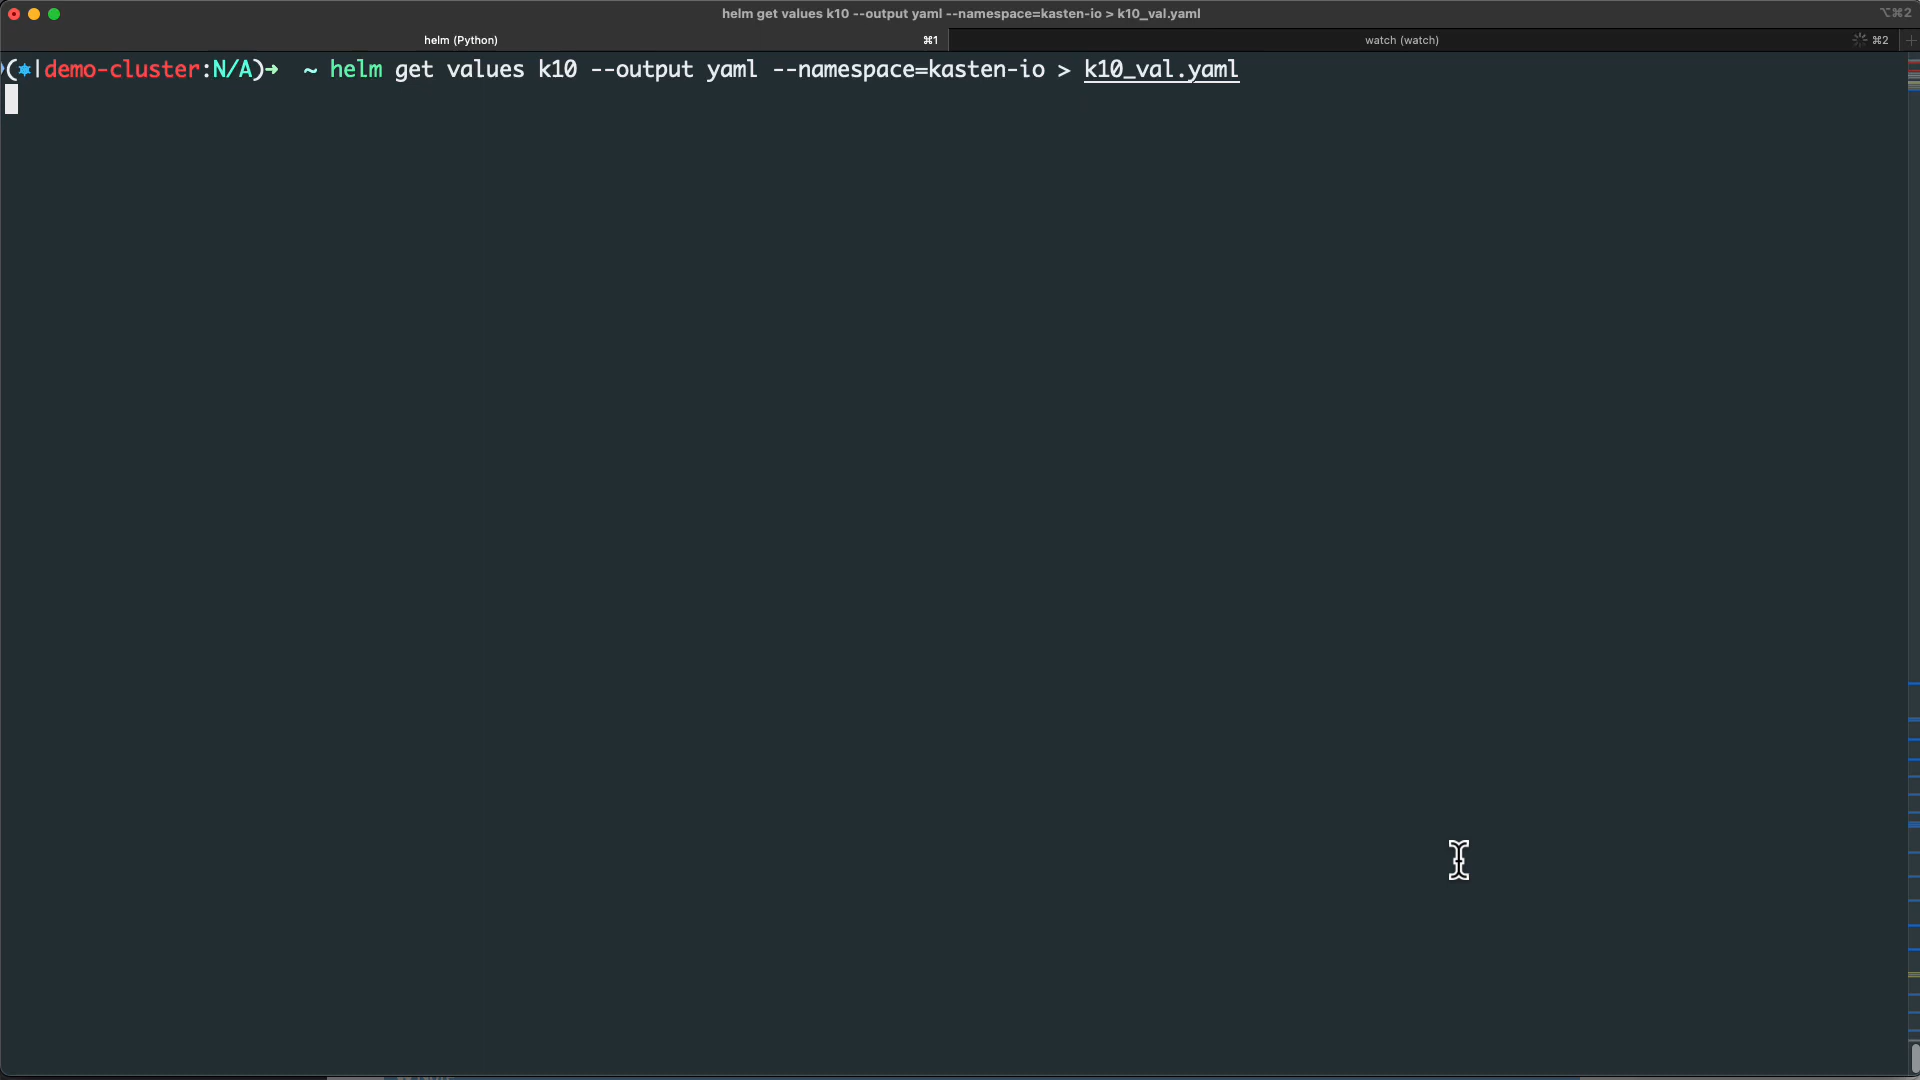 helm get values k10 --output yaml --namespace=kasten-io > k10_val.yaml
⌥⌘2
helm (Python) ⌘1
watch (watch) ⌘2 +
(⎈|demo-cluster:N/A)➜  ~ helm get values k10 --output yaml --namespace=kasten-io > k10_val.yaml